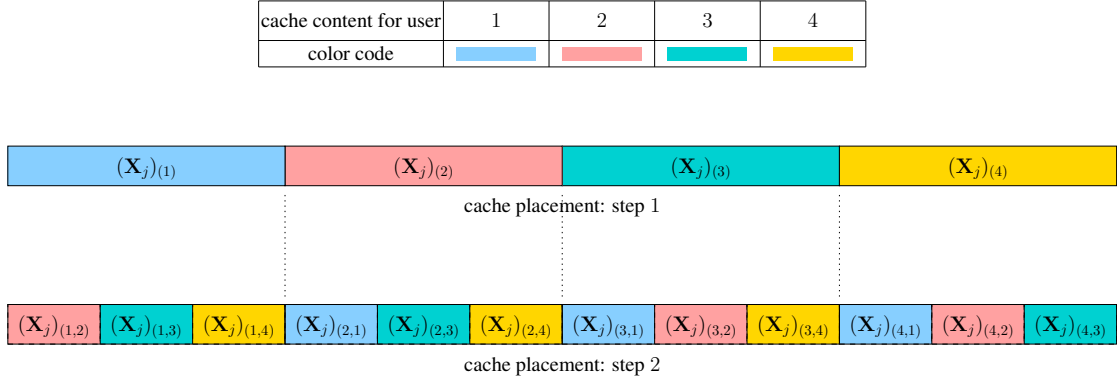 cache content for user 1 2 3 4
color code
(X_j)_(1) (X_j)_(2) (X_j)_(3) (X_j)_(4)
cache placement: step 1
(X_j)_(1,2) (X_j)_(1,3) (X_j)_(1,4) (X_j)_(2,1) (X_j)_(2,3) (X_j)_(2,4) (X_j)_(3,1) (X_j)_(3,2) (X_j)_(3,4) (X_j)_(4,1) (X_j)_(4,2) (X_j)_(4,3)
cache placement: step 2